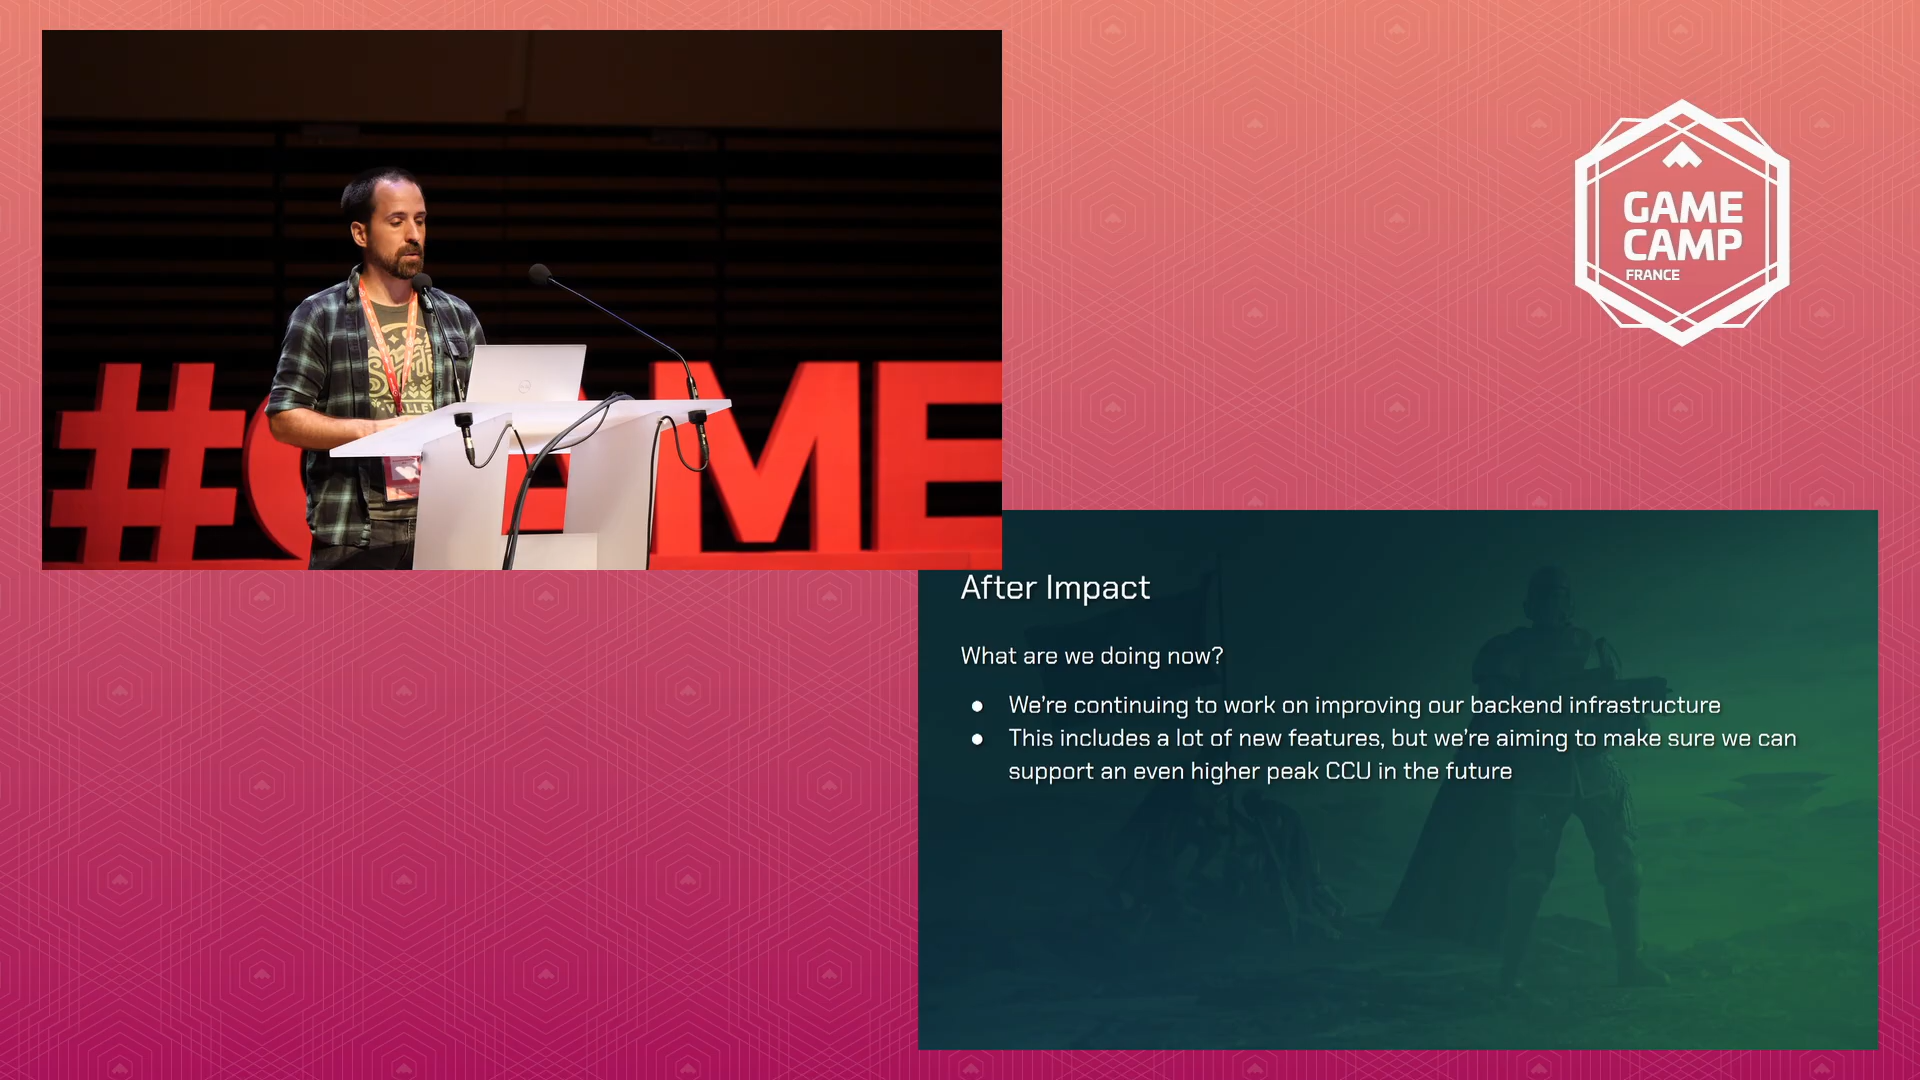 #GAME
VALLEY
GAME
CAMP
FRANCE
After Impact
What are we doing now?
● We're continuing to work on improving our backend infrastructure
● This includes a lot of new features, but we're aiming to make sure we can
support an even higher peak CCU in the future